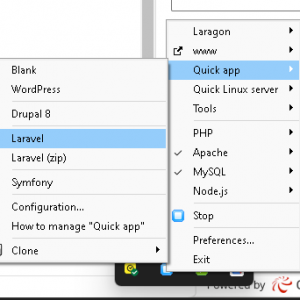 Laragon
www
Quick app
Quick Linux server
Tools
PHP
Apache
MySQL
Node.js
Stop
Preferences...
Exit
Blank
WordPress
Drupal 8
Laravel
Laravel (zip)
Symfony
Configuration...
How to manage "Quick app"
Clone
Powered by